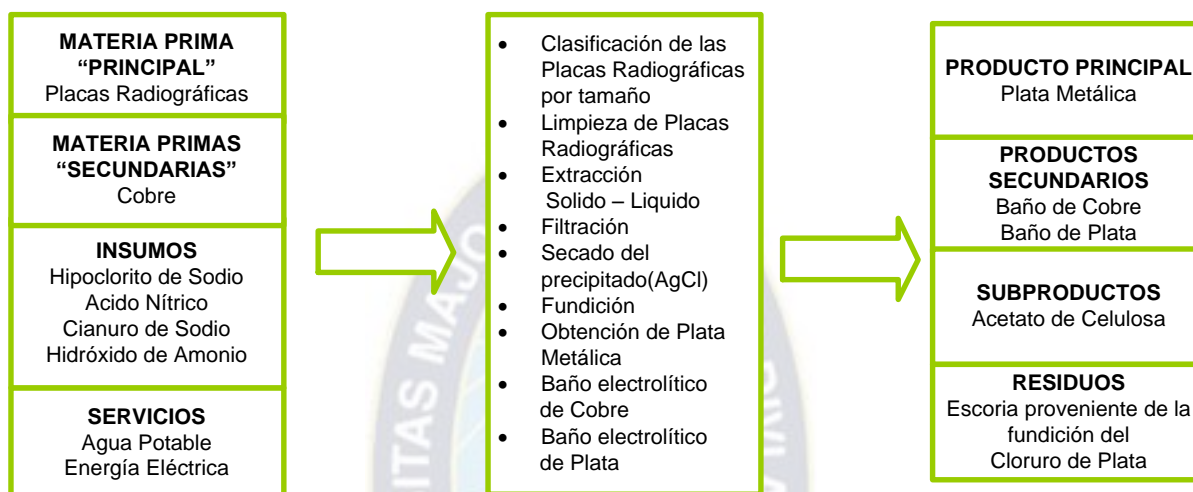 MATERIA PRIMA
“PRINCIPAL”
Placas Radiográficas
MATERIA PRIMAS
“SECUNDARIAS”
Cobre
INSUMOS
Hipoclorito de Sodio
Acido Nítrico
Cianuro de Sodio
Hidróxido de Amonio
SERVICIOS
Agua Potable
Energía Eléctrica
• Clasificación de las
Placas Radiográficas
por tamaño
• Limpieza de Placas
Radiográficas
• Extracción
Solido – Liquido
• Filtración
• Secado del
precipitado(AgCl)
• Fundición
• Obtención de Plata
Metálica
• Baño electrolítico
de Cobre
• Baño electrolítico
de Plata
PRODUCTO PRINCIPAL
Plata Metálica
PRODUCTOS
SECUNDARIOS
Baño de Cobre
Baño de Plata
SUBPRODUCTOS
Acetato de Celulosa
RESIDUOS
Escoria proveniente de la
fundición del
Cloruro de Plata